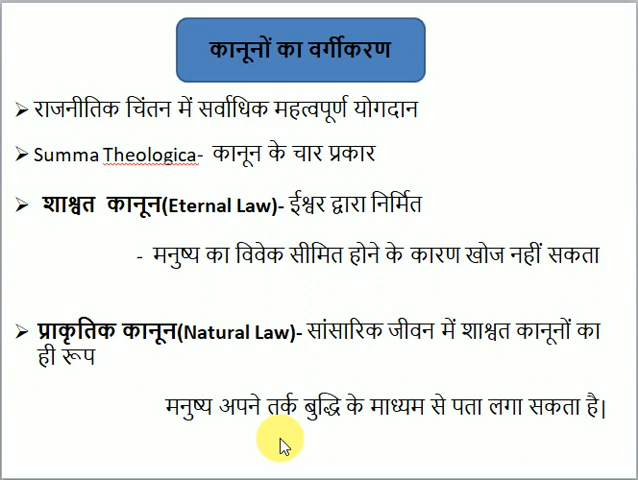 कानूनों का वर्गीकरण
➢ राजनीतिक चिंतन में सर्वाधिक महत्वपूर्ण योगदान
➢ Summa Theologica- कानून के चार प्रकार
➢ शाश्वत कानून(Eternal Law)- ईश्वर द्वारा निर्मित
- मनुष्य का विवेक सीमित होने के कारण खोज नहीं सकता
➢ प्राकृतिक कानून(Natural Law)- सांसारिक जीवन में शाश्वत कानूनों का
ही रूप
मनुष्य अपने तर्क बुद्धि के माध्यम से पता लगा सकता है।